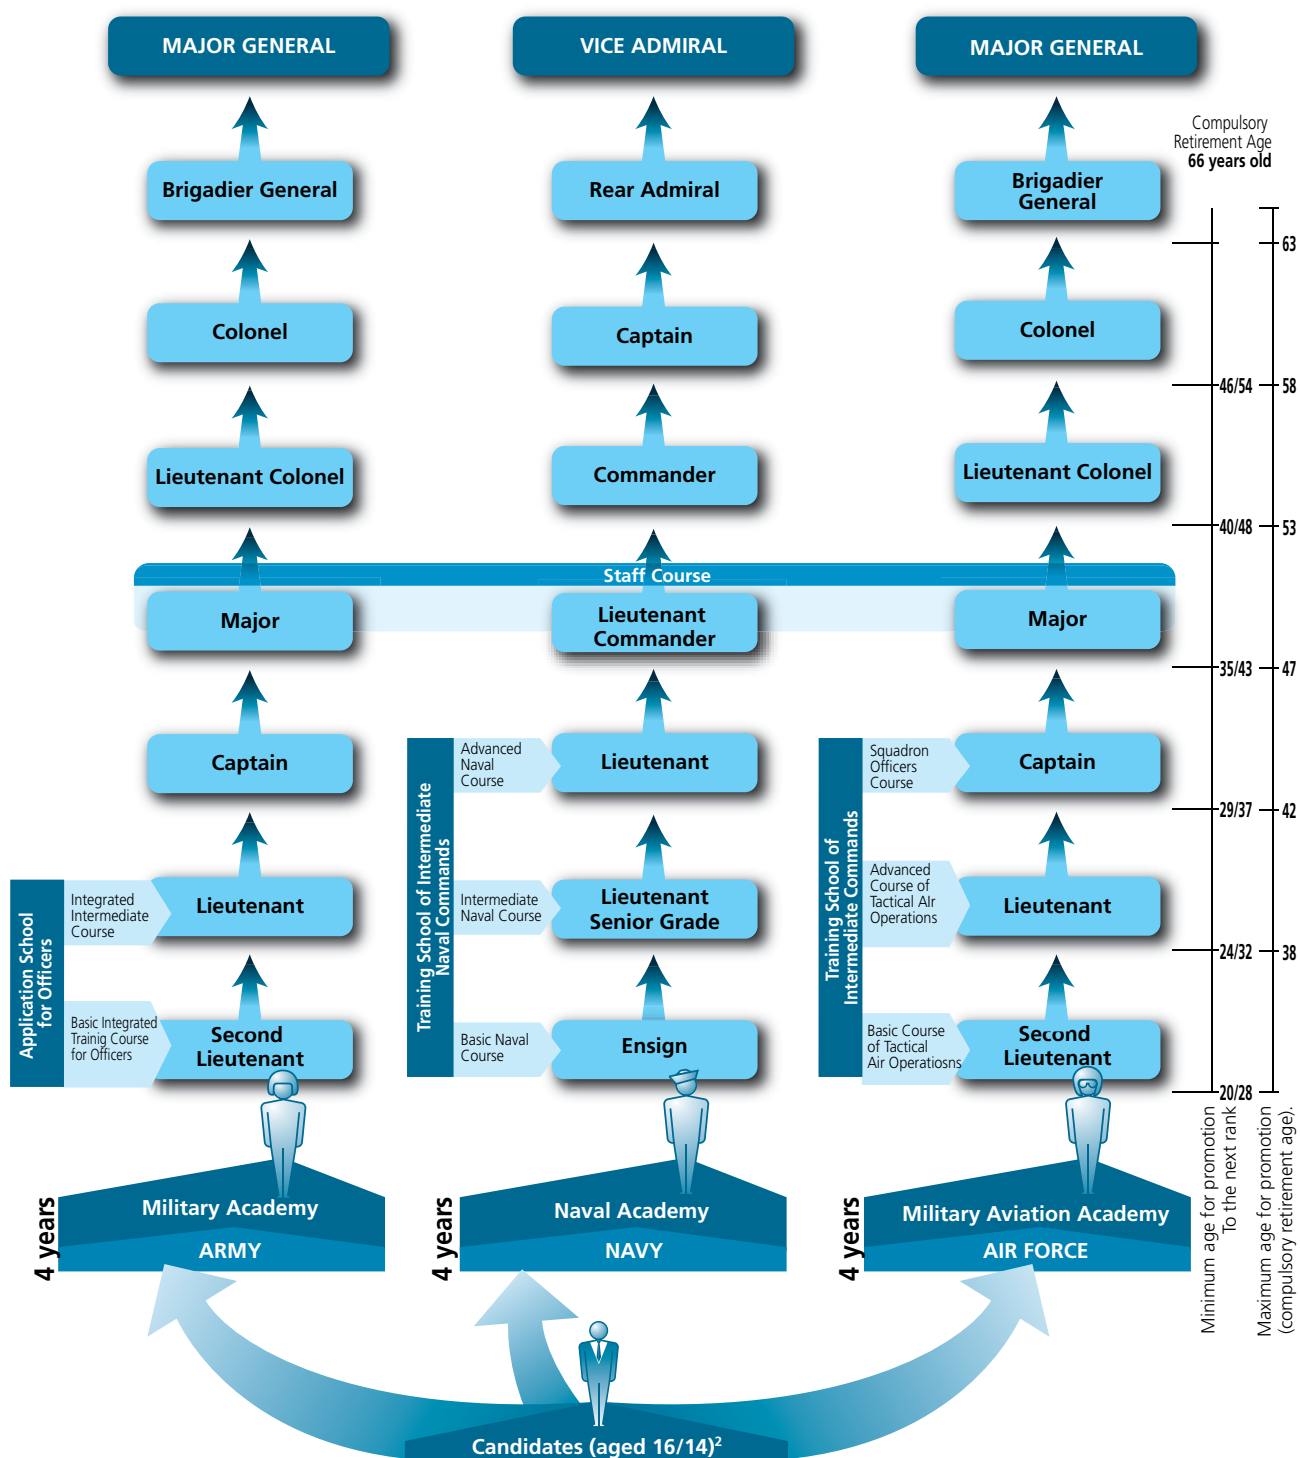 MAJOR GENERAL
VICE ADMIRAL
MAJOR GENERAL
Compulsory
Retirement Age
66 years old
Brigadier General
Rear Admiral
Brigadier
General
63
Colonel
Captain
Colonel
46/54
58
Lieutenant Colonel
Commander
Lieutenant Colonel
40/48
53
Staff Course
Major
Lieutenant
Commander
Major
35/43
47
Captain
Advanced
Naval
Course
Lieutenant
Squadron
Officers
Course
Captain
29/37
42
Application School
for Officers
Integrated
Intermediate
Course
Lieutenant
Training School of Intermediate
Naval Commands
Intermediate
Naval Course
Lieutenant
Senior Grade
Training School of
Intermediate Commands
Advanced
Course of
Tactical AIr
Operations
Lieutenant
24/32
38
Basic Integrated
Trainig Course
for Officers
Second
Lieutenant
Basic Naval
Course
Ensign
Basic Course
of Tactical
Air Operatiosns
Second
Lieutenant
20/28
Minimum age for promotion
To the next rank
Maximum age for promotion
(compulsory retirement age).
4 years
Military Academy
ARMY
4 years
Naval Academy
NAVY
4 years
Military Aviation Academy
AIR FORCE
Candidates (aged 16/14)²